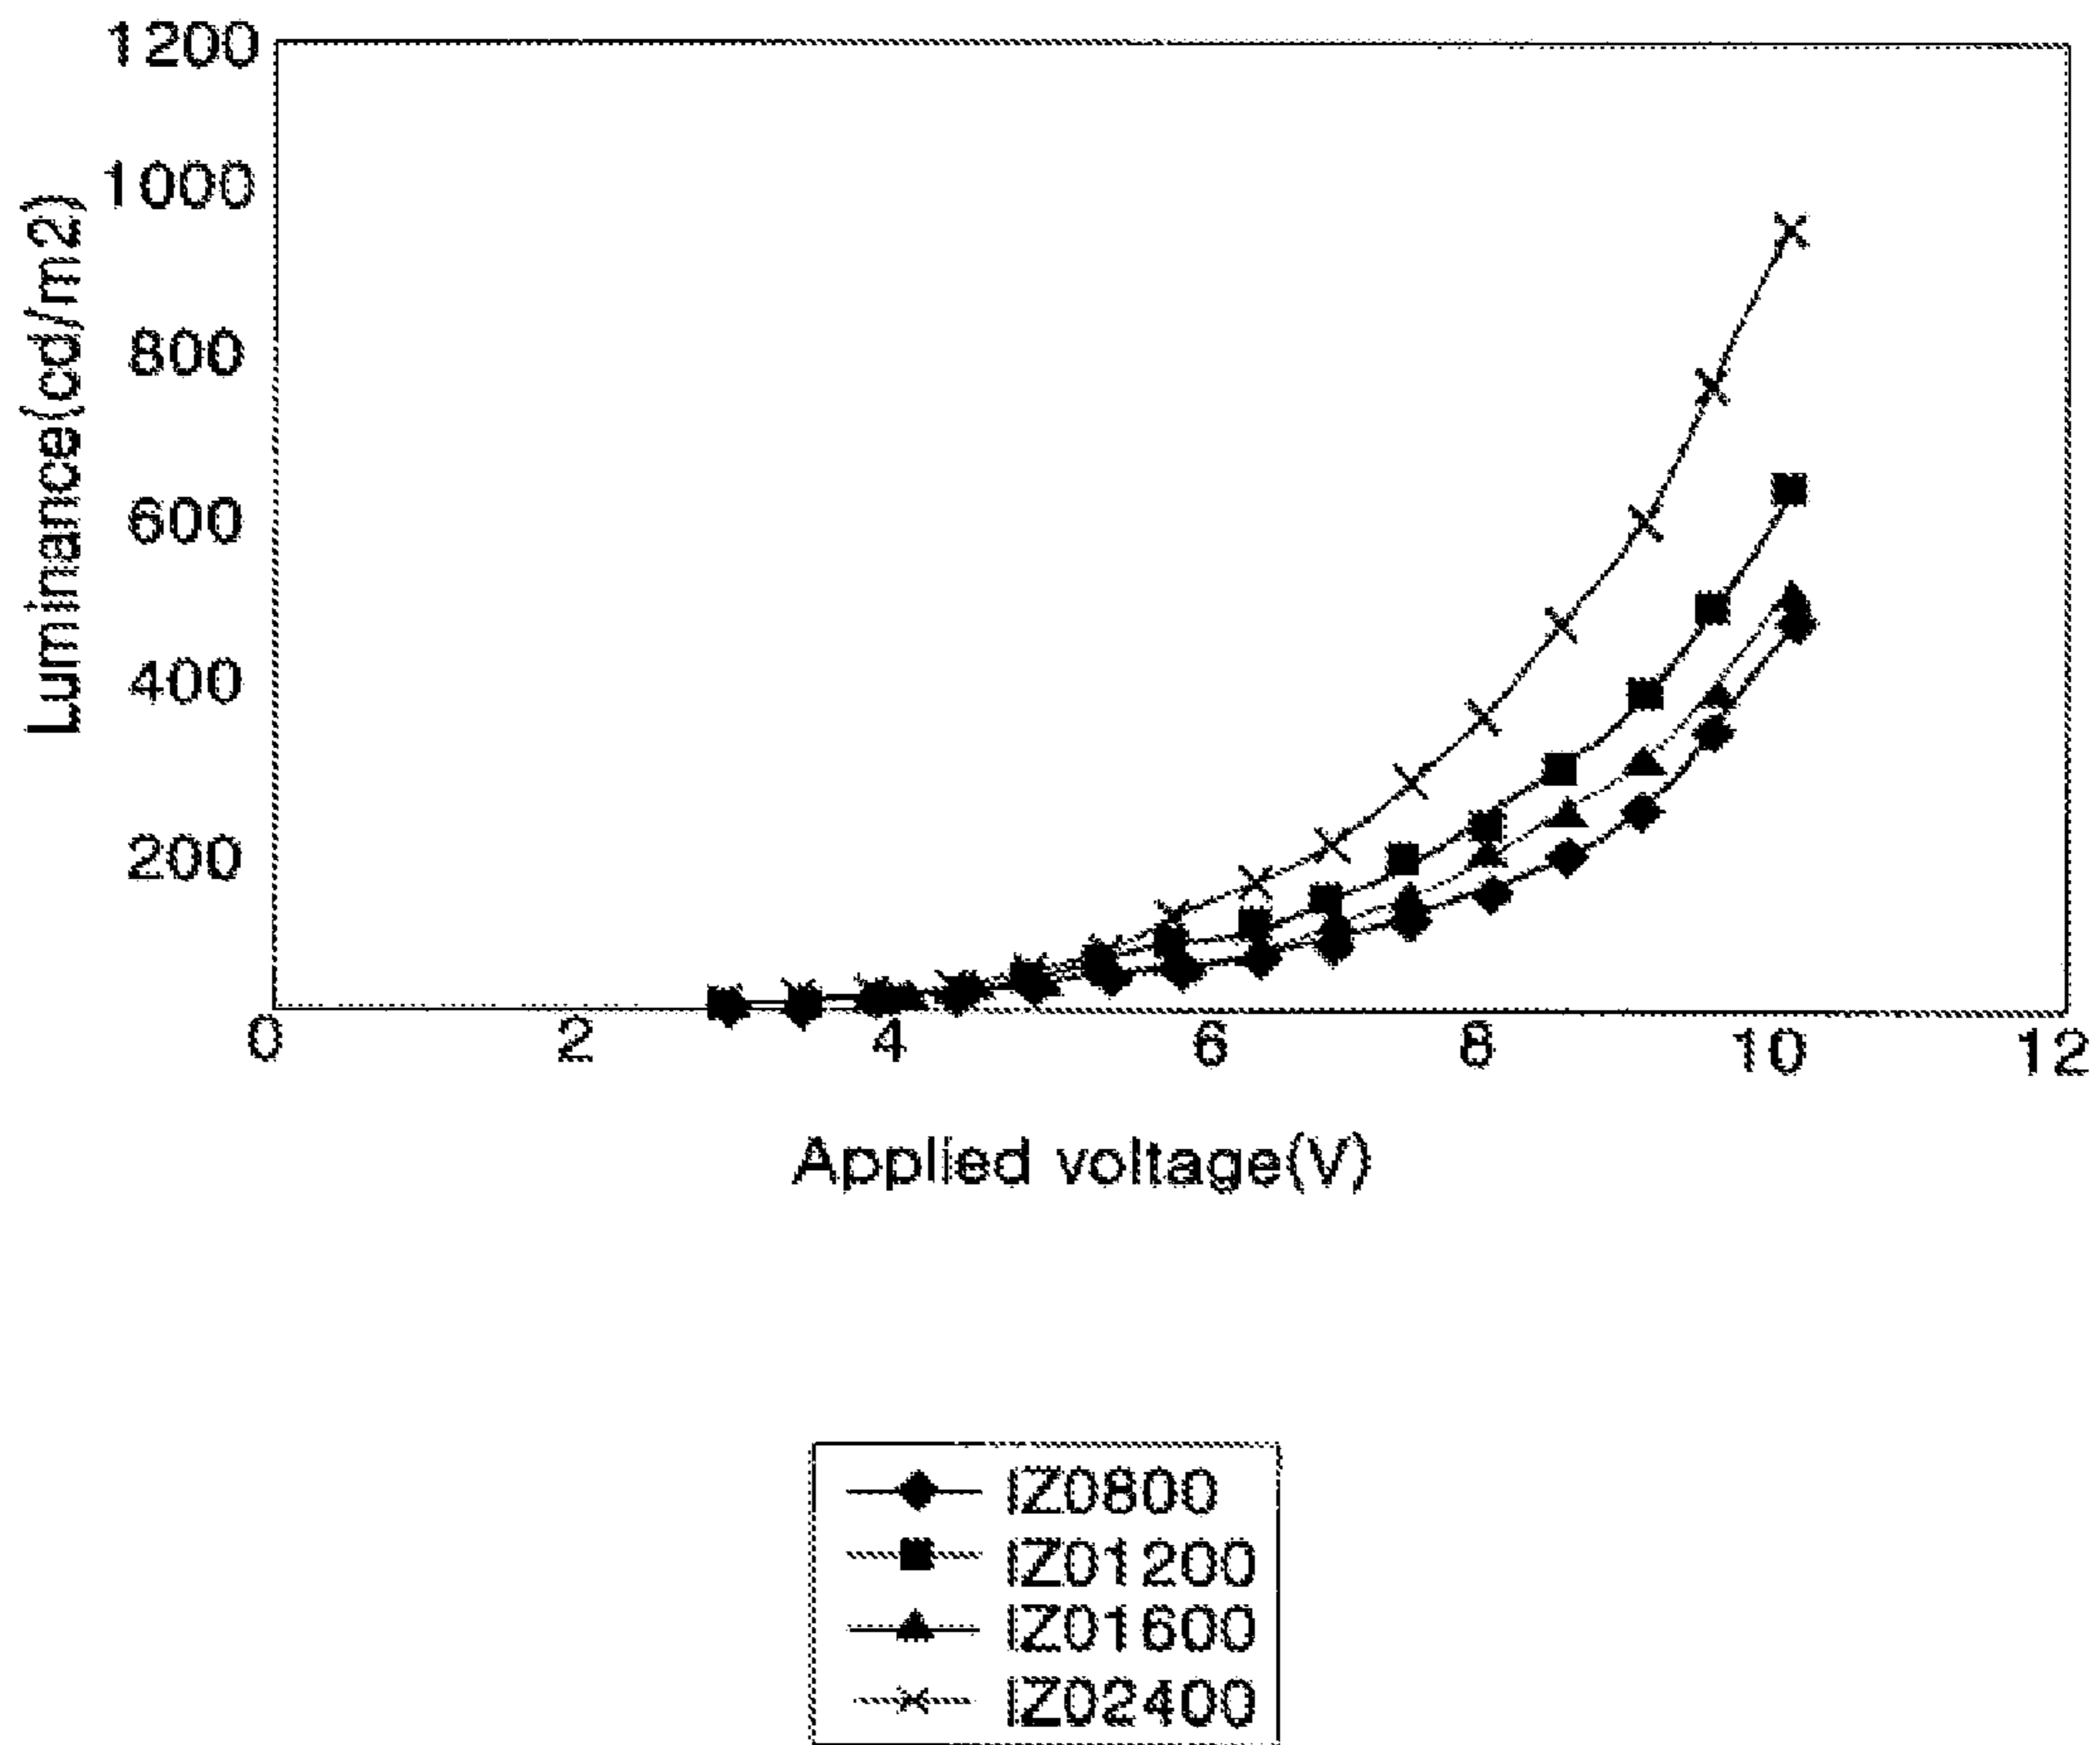 1200
1000
800
600
400
200
Luminance(cd/m2)
0 2 4 6 8 10 12
Applied voltage(V)
IZ0800
IZ01200
IZ01600
IZ02400